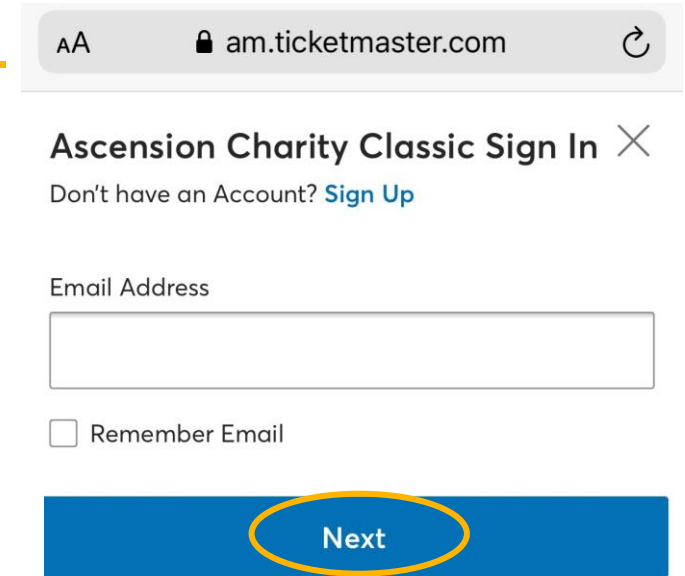 AA am.ticketmaster.com
Ascension Charity Classic Sign In
Don't have an Account? Sign Up
Email Address
Remember Email
Next